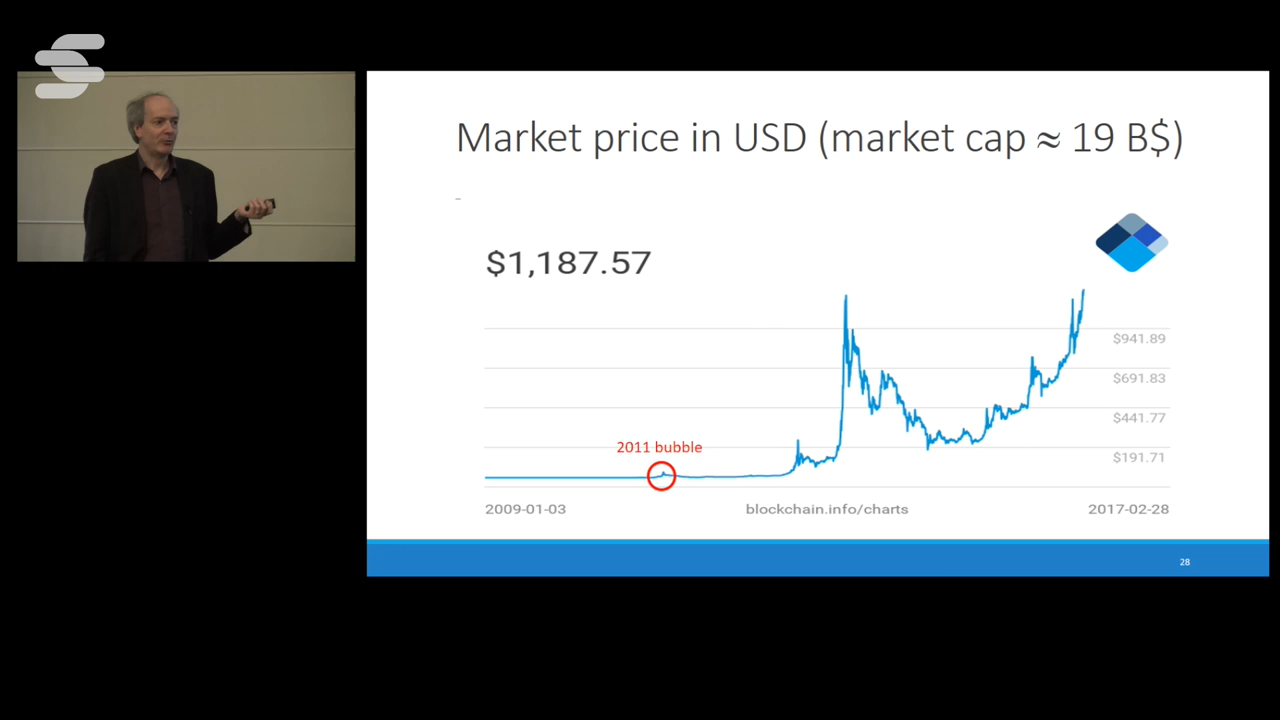 Market price in USD (market cap ≈ 19 B$)
$1,187.57
$941.89
$691.83
$441.77
2011 bubble
$191.71
2009-01-03
blockchain.info/charts
2017-02-28
28